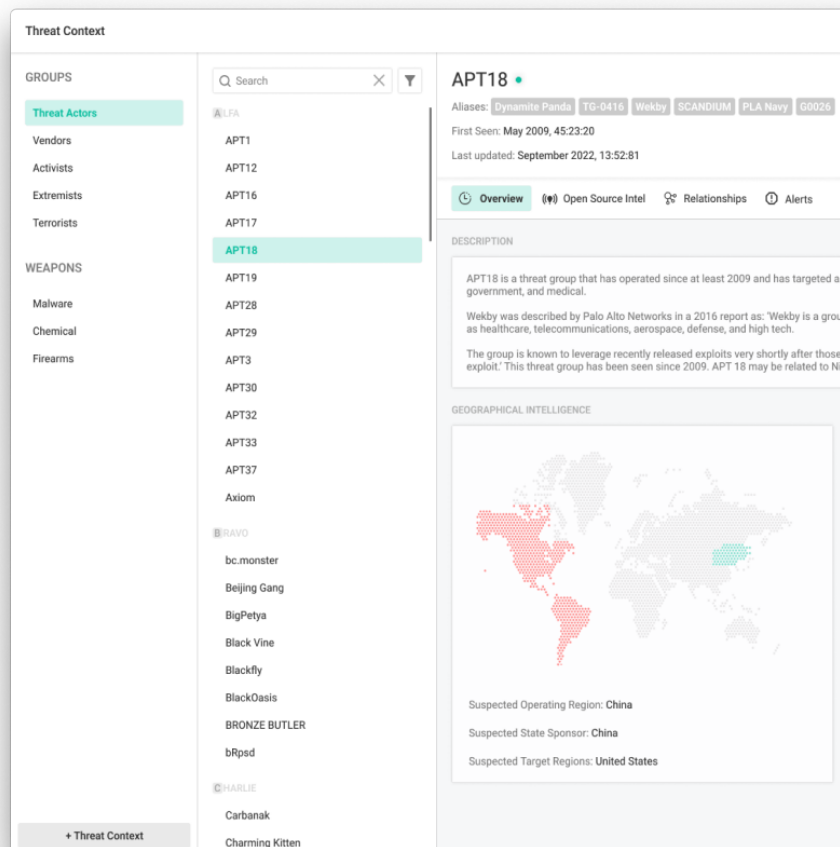 Threat Context
GROUPS
Threat Actors
Vendors
Activists
Extremists
Terrorists
WEAPONS
Malware
Chemical
Firearms
+ Threat Context
Search
ALFA
APT1
APT12
APT16
APT17
APT18
APT19
APT28
APT29
APT3
APT30
APT32
APT33
APT37
Axiom
BRAVO
bc.monster
Beijing Gang
BigPetya
Black Vine
Blackfly
BlackOasis
BRONZE BUTLER
bRpsd
CHARLIE
Carbanak
Charming Kitten
APT18
Aliases: Dynamite Panda TG-0416 Wekby SCANDIUM PLA Navy G0026
First Seen: May 2009, 45:23:20
Last updated: September 2022, 13:52:81
Overview Open Source Intel Relationships Alerts
DESCRIPTION
APT18 is a threat group that has operated since at least 2009 and has targeted a
government, and medical.
Wekby was described by Palo Alto Networks in a 2016 report as: 'Wekby is a grou
as healthcare, telecommunications, aerospace, defense, and high tech.
The group is known to leverage recently released exploits very shortly after those
exploit.' This threat group has been seen since 2009. APT 18 may be related to Ni
GEOGRAPHICAL INTELLIGENCE
Suspected Operating Region: China
Suspected State Sponsor: China
Suspected Target Regions: United States